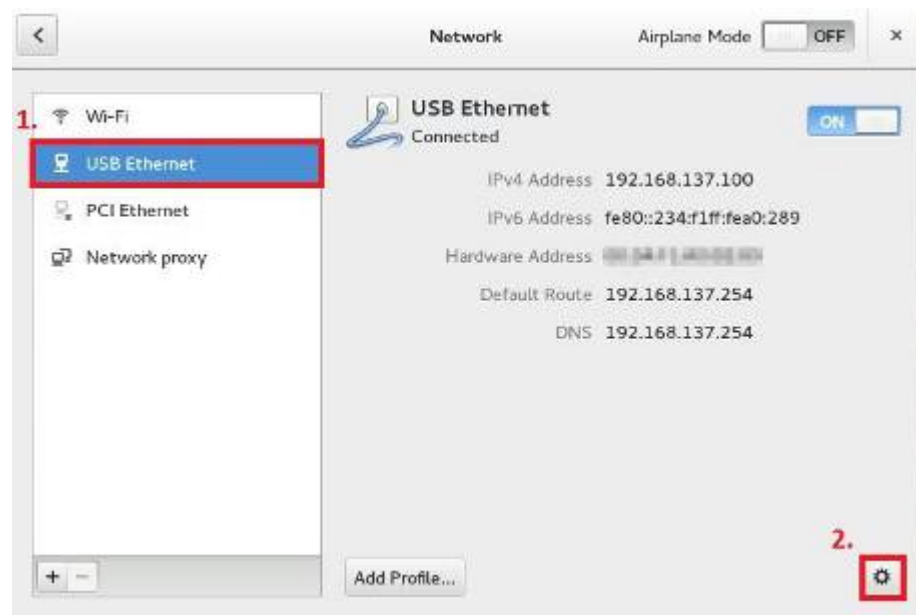 Network
Airplane Mode OFF
1.
Wi-Fi
USB Ethernet
PCI Ethernet
Network proxy
USB Ethernet
ON
Connected
IPv4 Address 192.168.137.100
IPv6 Address fe80::234:f1ff:fea0:289
Hardware Address
Default Route 192.168.137.254
DNS 192.168.137.254
2.
Add Profile...